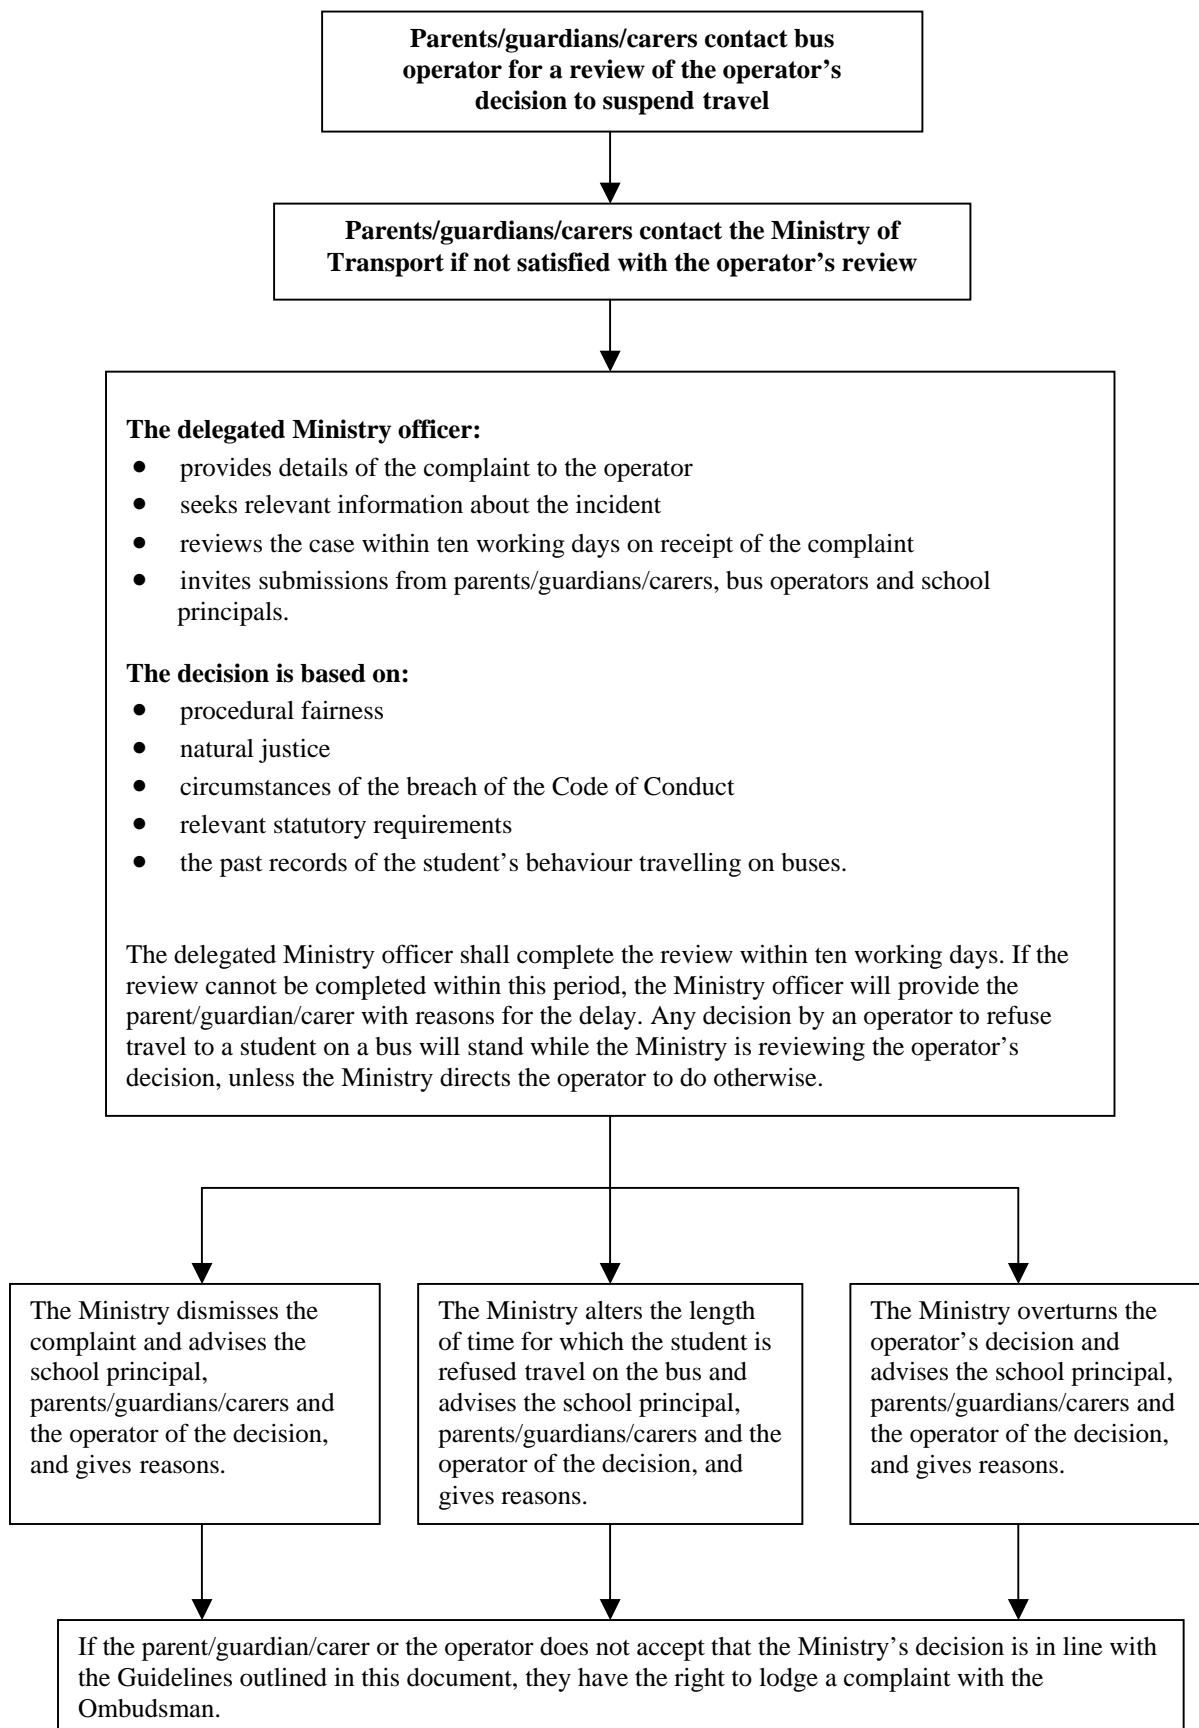 Parents/guardians/carers contact bus
operator for a review of the operator’s
decision to suspend travel
Parents/guardians/carers contact the Ministry of
Transport if not satisfied with the operator’s review
The delegated Ministry officer:
● provides details of the complaint to the operator
● seeks relevant information about the incident
● reviews the case within ten working days on receipt of the complaint
● invites submissions from parents/guardians/carers, bus operators and school
principals.
The decision is based on:
● procedural fairness
● natural justice
● circumstances of the breach of the Code of Conduct
● relevant statutory requirements
● the past records of the student’s behaviour travelling on buses.
The delegated Ministry officer shall complete the review within ten working days. If the
review cannot be completed within this period, the Ministry officer will provide the
parent/guardian/carer with reasons for the delay. Any decision by an operator to refuse
travel to a student on a bus will stand while the Ministry is reviewing the operator’s
decision, unless the Ministry directs the operator to do otherwise.
The Ministry dismisses the
complaint and advises the
school principal,
parents/guardians/carers and
the operator of the decision,
and gives reasons.
The Ministry alters the length
of time for which the student is
refused travel on the bus and
advises the school principal,
parents/guardians/carers and the
operator of the decision, and
gives reasons.
The Ministry overturns the
operator’s decision and
advises the school principal,
parents/guardians/carers and
the operator of the decision,
and gives reasons.
If the parent/guardian/carer or the operator does not accept that the Ministry’s decision is in line with
the Guidelines outlined in this document, they have the right to lodge a complaint with the
Ombudsman.